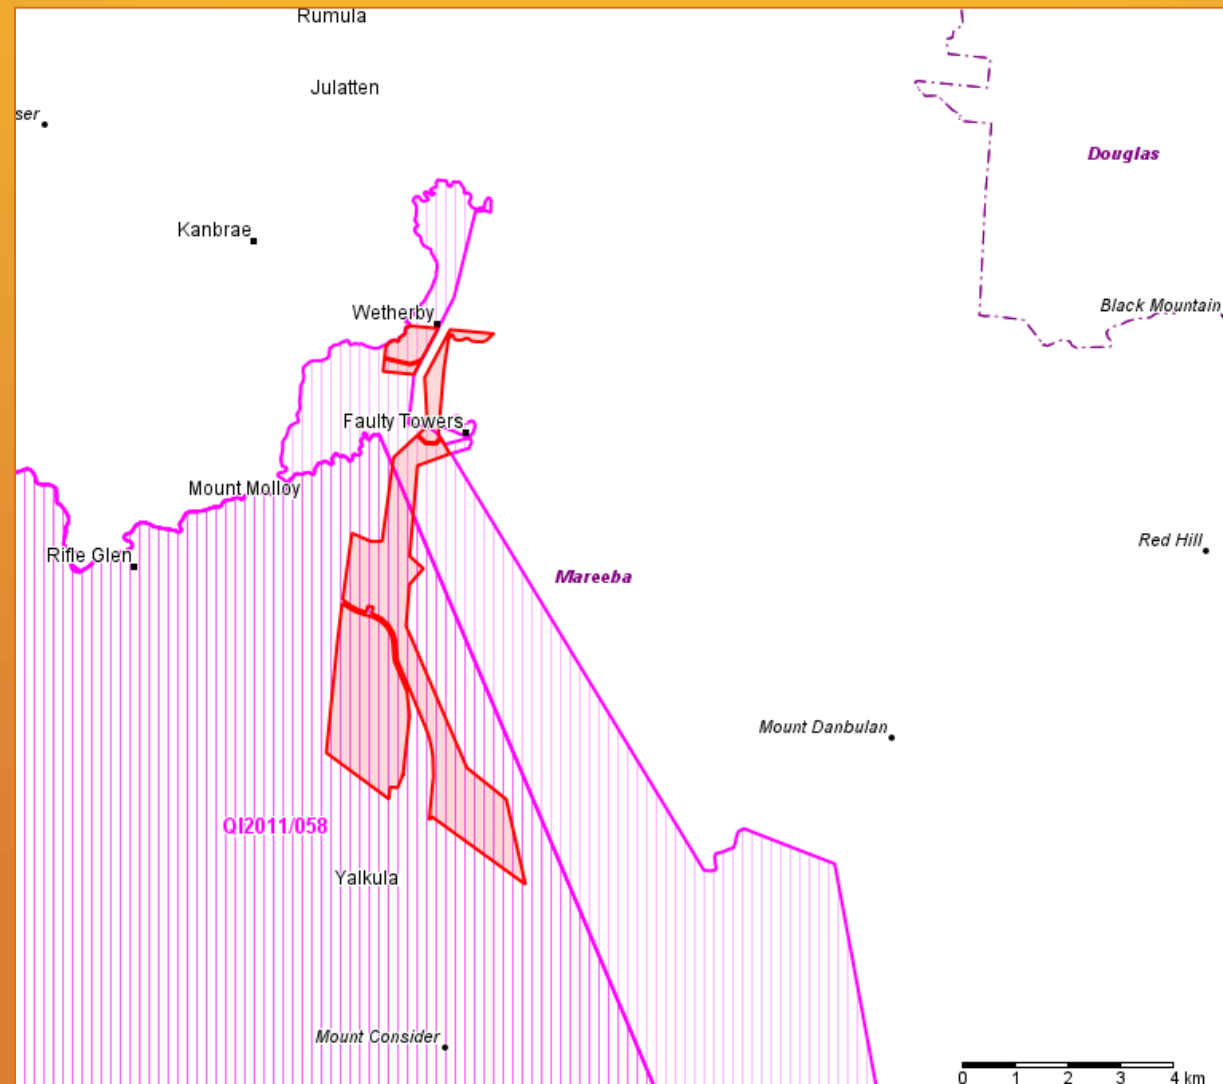 Rumula
Julatten
ser
Douglas
Kanbrae
Black Mountain
Wetherby
Faulty Towers
Mount Molloy
Rifle Glen
Red Hill
Mareeba
Mount Danbulan
QI2011/058
Yalkula
Mount Consider
0 1 2 3 4 km